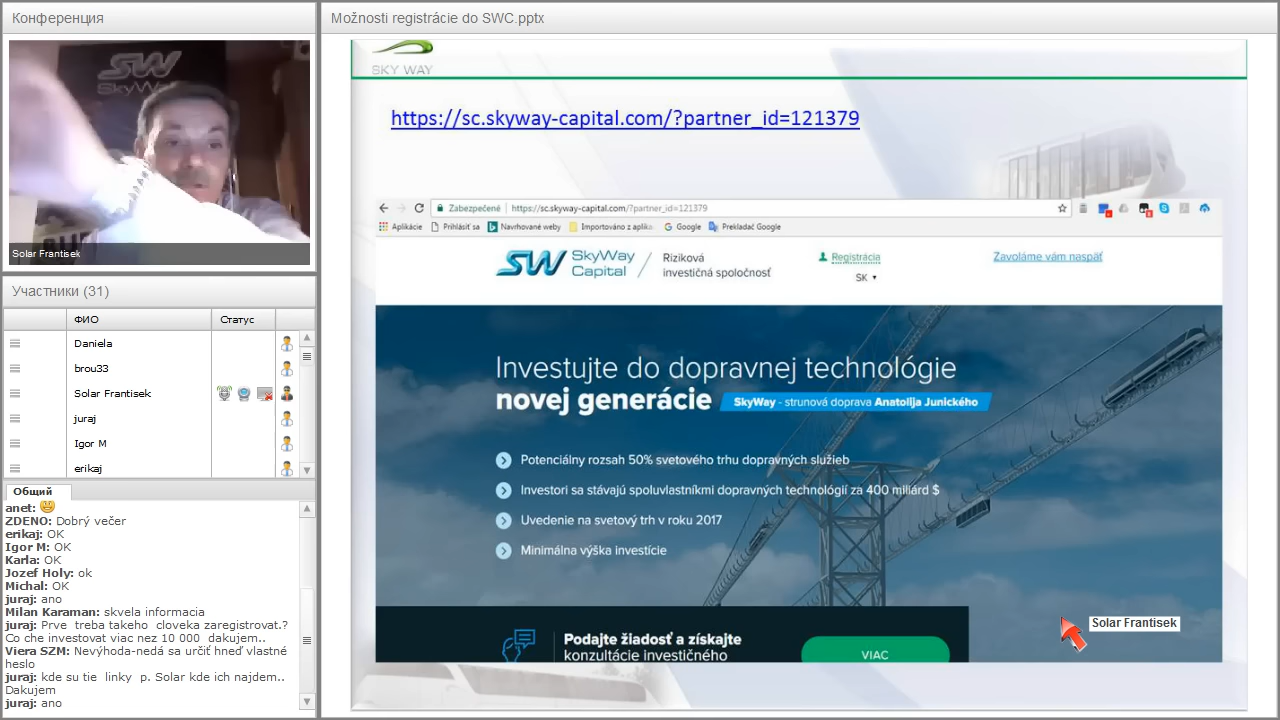 Конференция
SW
SkyWay
Solar Frantisek
Участники (31)
ФИО Статус
Daniela
brou33
Solar Frantisek
juraj
Igor M
erikaj
Общий
anet:
ZDENO: Dobrý večer
erikaj: OK
Igor M: OK
Karla: OK
Jozef Holy: ok
Michal: OK
juraj: ano
Milan Karaman: skvela informacia
juraj: Prve treba takeho cloveka zaregistrovat.?
Co che investovat viac nez 10 000 dakujem..
Viera SZM: Nevýhoda-nedá sa určiť hneď vlastné
heslo
juraj: kde su tie linky p. Solar kde ich najdem..
Dakujem
juraj: ano
Možnosti registrácie do SWC.pptx
SKY WAY
https://sc.skyway-capital.com/?partner_id=121379
Zabezpečené https://sc.skyway-capital.com/?partner_id=121379
Aplikácie Prihlásiť sa Navrhované weby Importováno z aplika. Google Prekladač Google
SW SkyWay
Capital
Riziková
investičná spoločnosť
Registrácia
SK
Zavoláme vám naspäť
Investujte do dopravnej technológie
novej generácie SkyWay - strunová doprava Anatolija Junického
Potenciálny rozsah 50% svetového trhu dopravných služieb
Investori sa stávajú spoluvlastníkmi dopravných technológií za 400 miliárd $
Uvedenie na svetový trh v roku 2017
Minimálna výška investície
Solar Frantisek
Podajte žiadosť a získajte
konzultácie investičného
VIAC